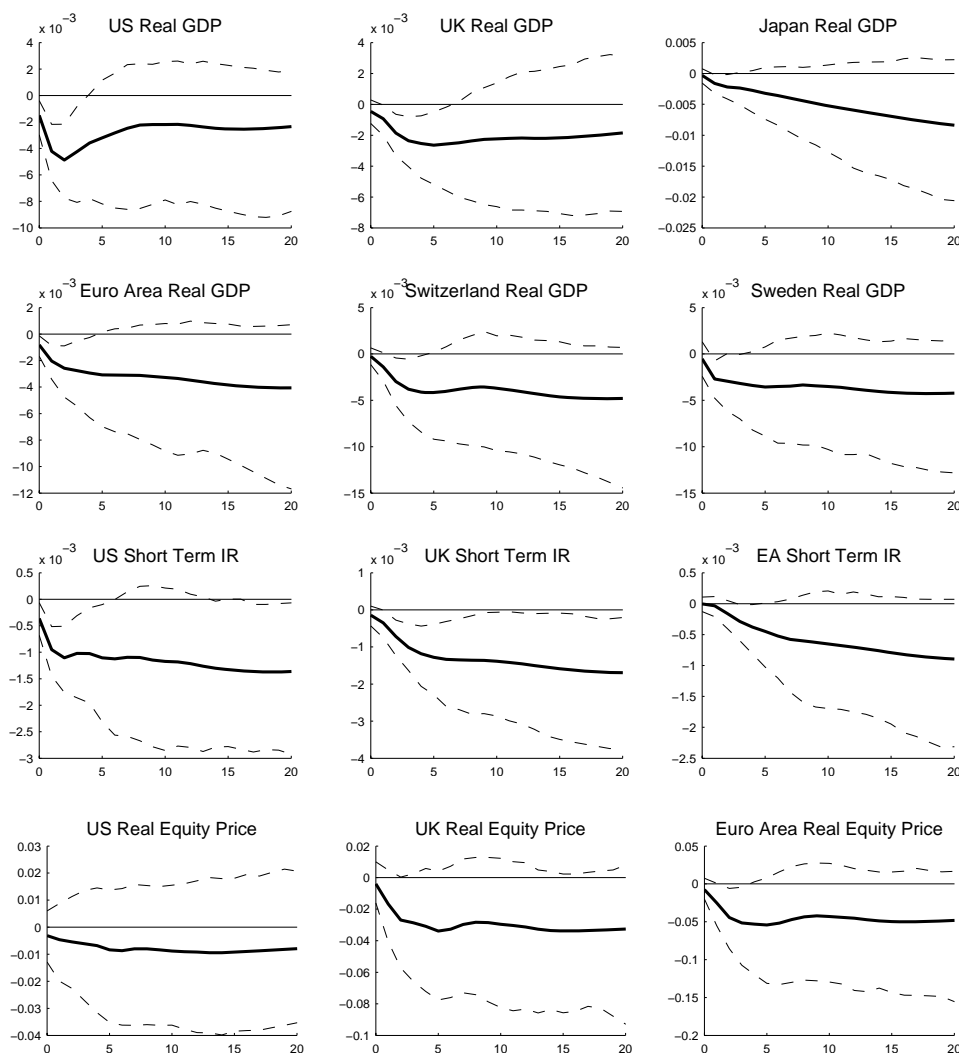 x 10−3
US Real GDP
4
2
0
−2
−4
−6
−8
−10
0 5 10 15 20
x 10−3
UK Real GDP
4
2
0
−2
−4
−6
−8
0 5 10 15 20
Japan Real GDP
0.005
0
−0.005
−0.01
−0.015
−0.02
−0.025
0 5 10 15 20
x 10−3
Euro Area Real GDP
2
0
−2
−4
−6
−8
−10
−12
0 5 10 15 20
x 10−3
Switzerland Real GDP
5
0
−5
−10
−15
0 5 10 15 20
x 10−3
Sweden Real GDP
5
0
−5
−10
−15
0 5 10 15 20
x 10−3
US Short Term IR
0.5
0
−0.5
−1
−1.5
−2
−2.5
−3
0 5 10 15 20
x 10−3
UK Short Term IR
1
0
−1
−2
−3
−4
0 5 10 15 20
x 10−3
EA Short Term IR
0.5
0
−0.5
−1
−1.5
−2
−2.5
0 5 10 15 20
US Real Equity Price
0.03
0.02
0.01
0
−0.01
−0.02
−0.03
−0.04
0 5 10 15 20
UK Real Equity Price
0.02
0
−0.02
−0.04
−0.06
−0.08
−0.1
0 5 10 15 20
Euro Area Real Equity Price
0.05
0
−0.05
−0.1
−0.15
−0.2
0 5 10 15 20